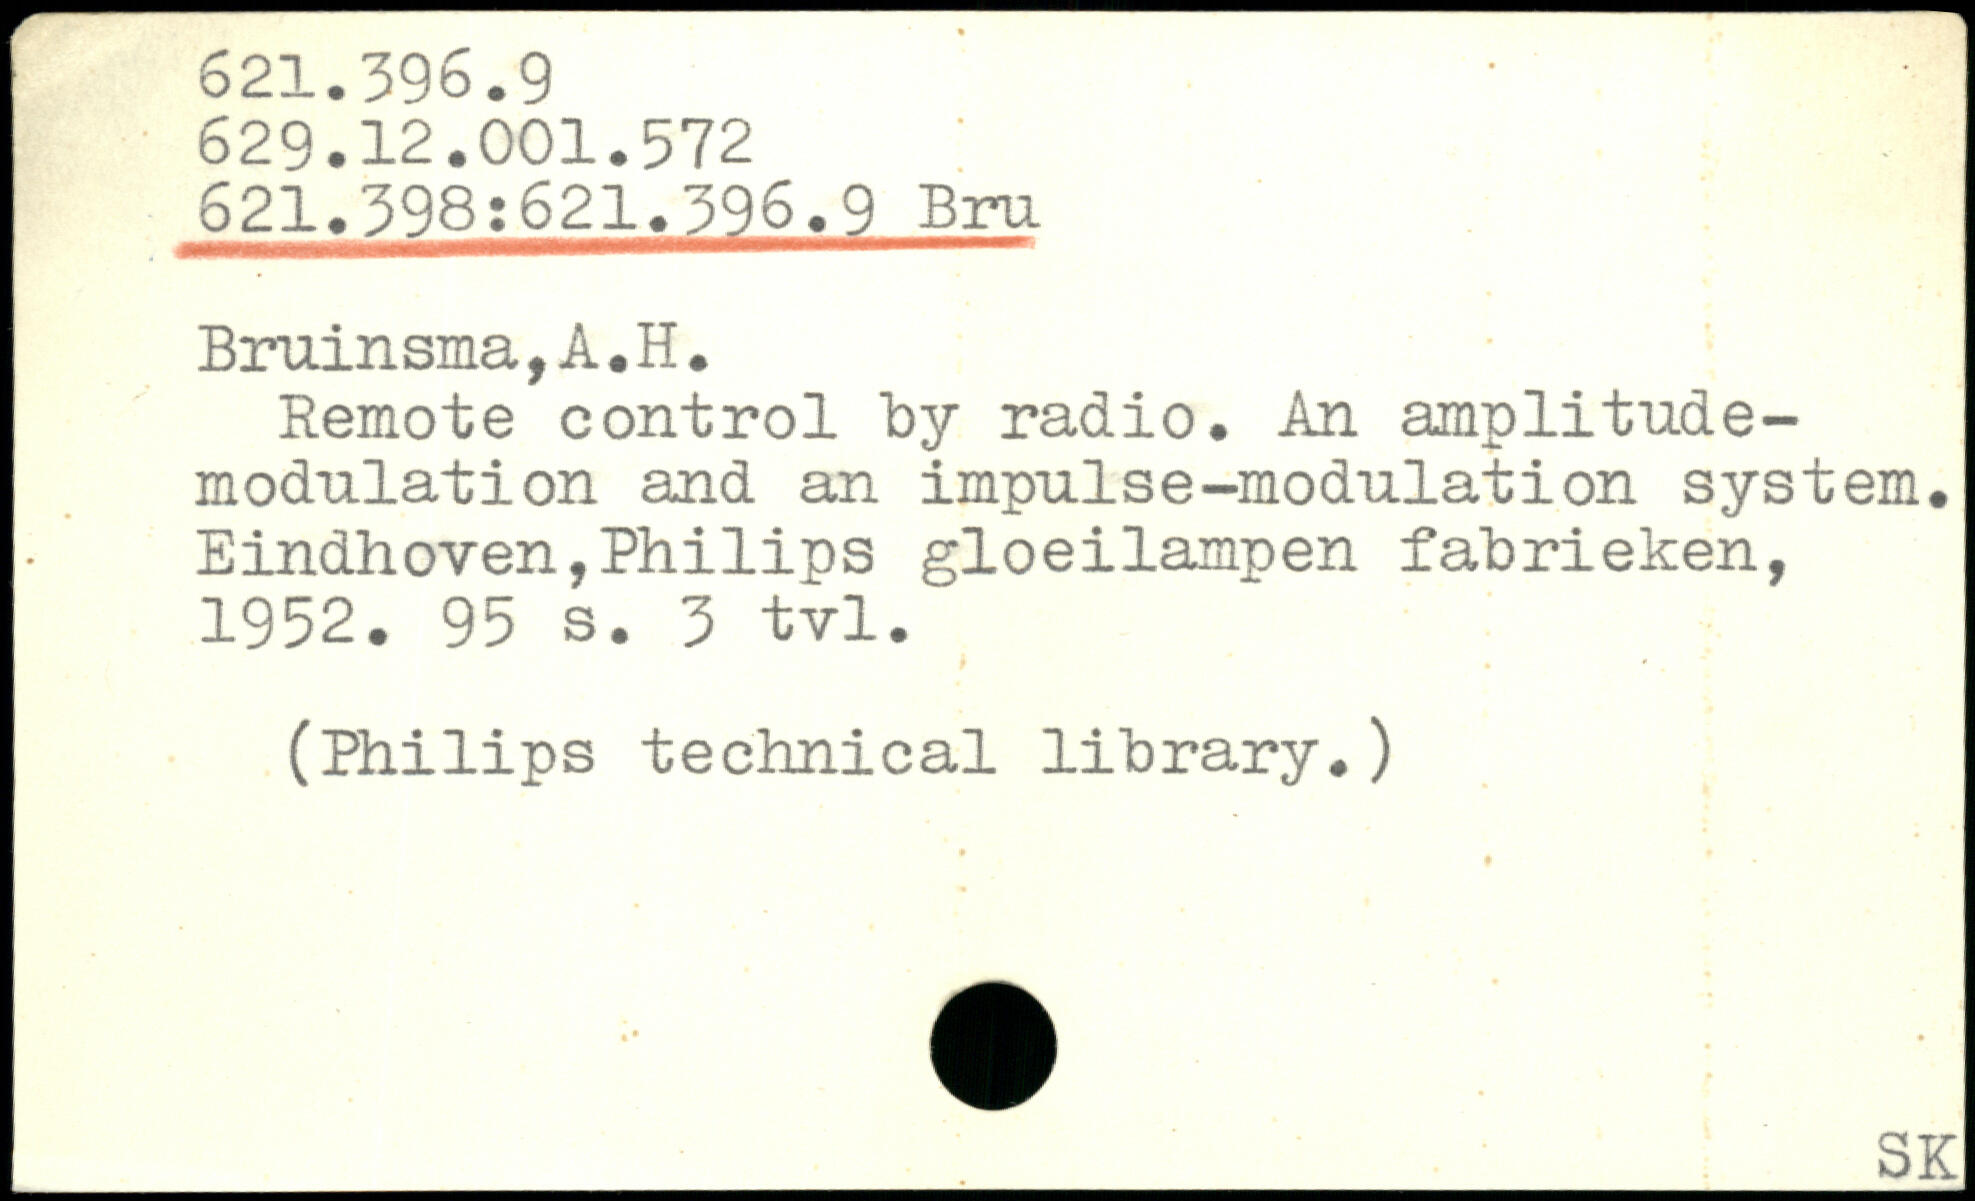 621.396.9
629.12.001.572
621.398:621.396.9 Bru
Bruinsma,A.H.
Remote control by radio. An amplitude-
modulation and an impulse-modulation system.
Eindhoven,Philips gloeilampen fabrieken,
1952. 95 s. 3 tvl.
(Philips technical library.)
SK